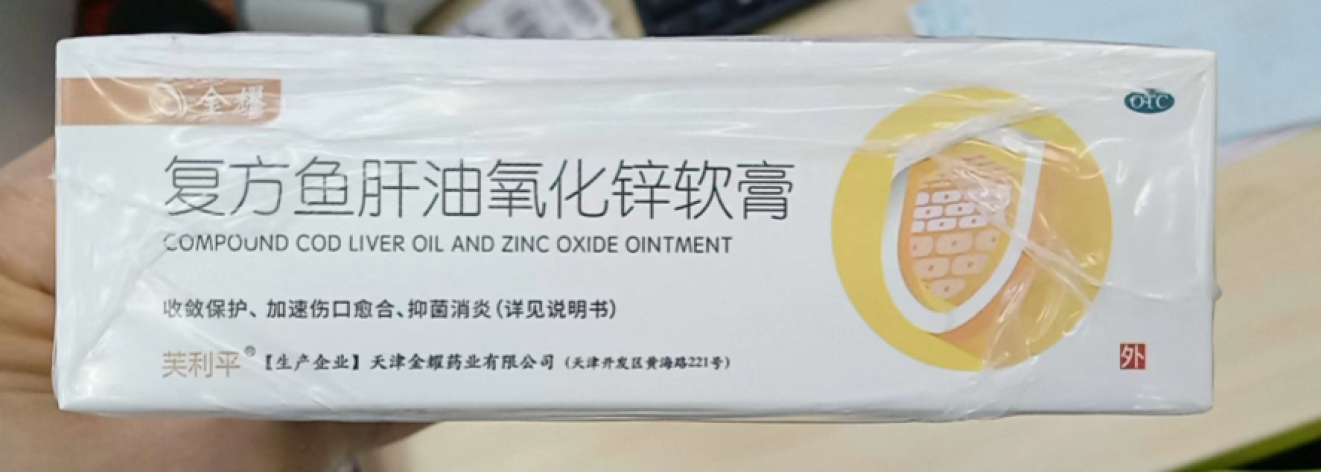 金耀
OTC
复方鱼肝油氧化锌软膏
COMPOUND COD LIVER OIL AND ZINC OXIDE OINTMENT
收敛保护、加速伤口愈合、抑菌消炎(详见说明书)
芙利平® 【生产企业】天津金耀药业有限公司(天津开发区黄海路221号)
外